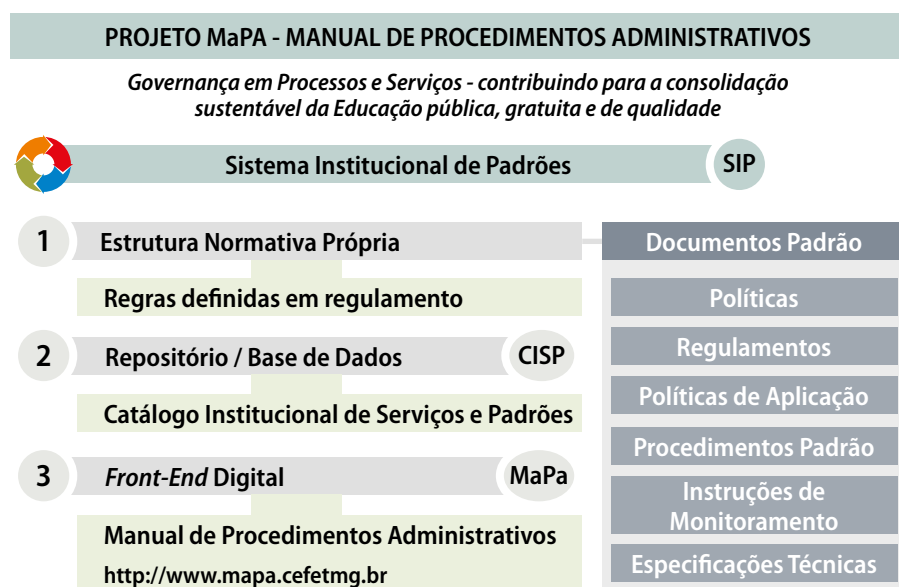 PROJETO MaPA - MANUAL DE PROCEDIMENTOS ADMINISTRATIVOS
Governança em Processos e Serviços - contribuindo para a consolidação
sustentável da Educação pública, gratuita e de qualidade
Sistema Institucional de Padrões
SIP
1
Estrutura Normativa Própria
Regras definidas em regulamento
2
Repositório / Base de Dados
CISP
Catálogo Institucional de Serviços e Padrões
3
Front-End Digital
MaPa
Manual de Procedimentos Administrativos
http://www.mapa.cefetmg.br
Documentos Padrão
Políticas
Regulamentos
Políticas de Aplicação
Procedimentos Padrão
Instruções de
Monitoramento
Especificações Técnicas